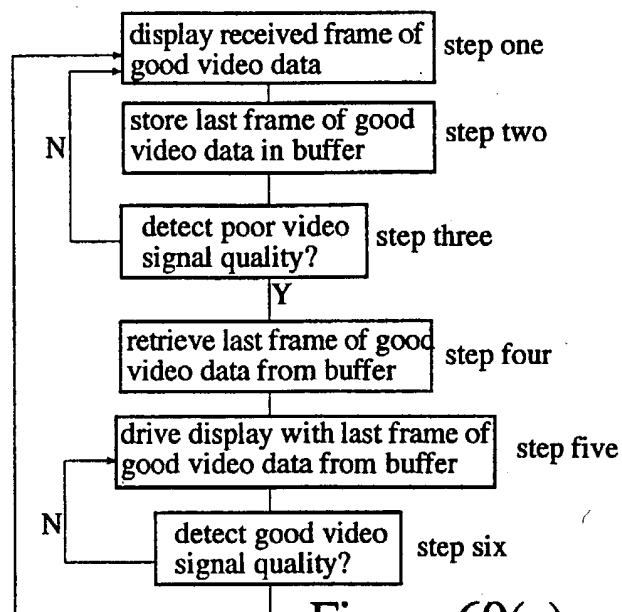 display received frame of
good video data
step one
store last frame of good
video data in buffer
step two
N
detect poor video
signal quality?
step three
Y
retrieve last frame of good
video data from buffer
step four
drive display with last frame of
good video data from buffer
step five
N
detect good video
signal quality?
step six